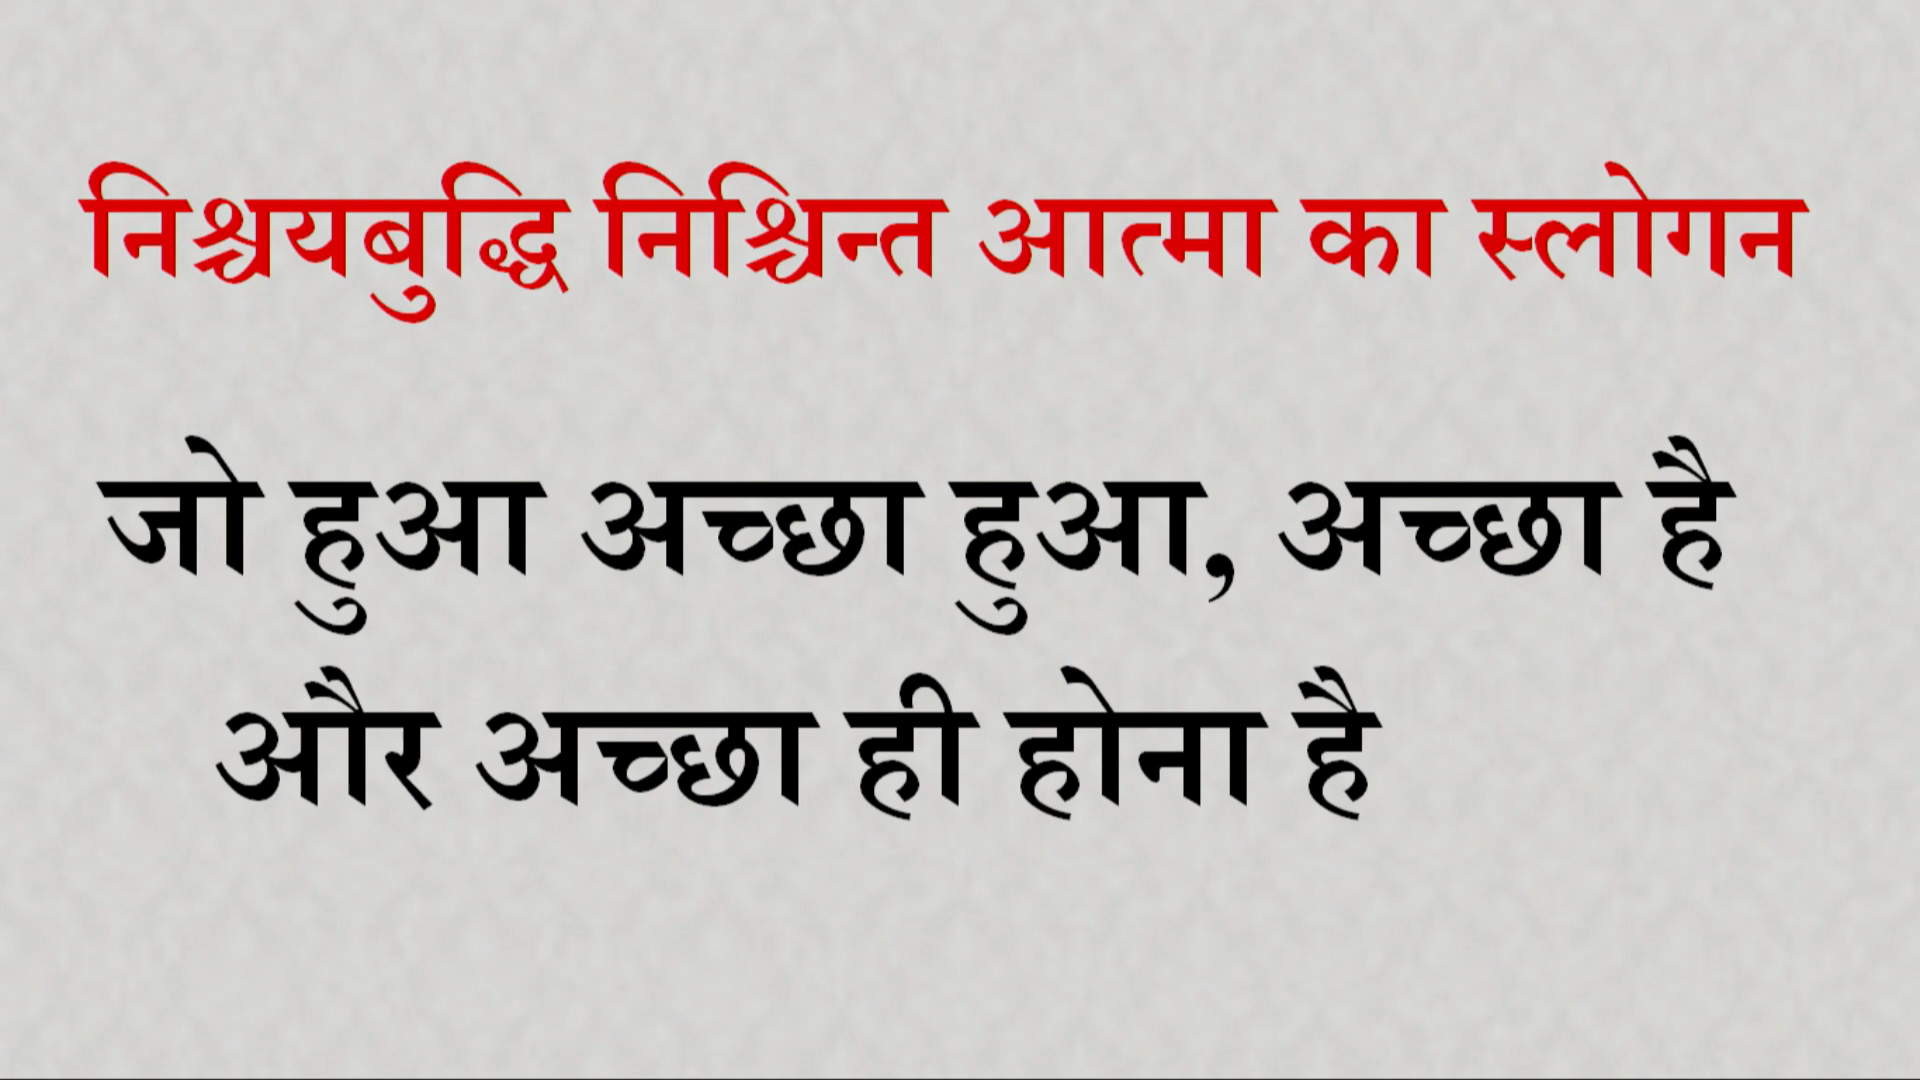 निश्चयबुद्धि निश्चिन्त आत्मा का स्लोगन
जो हुआ अच्छा हुआ, अच्छा है
और अच्छा ही होना है